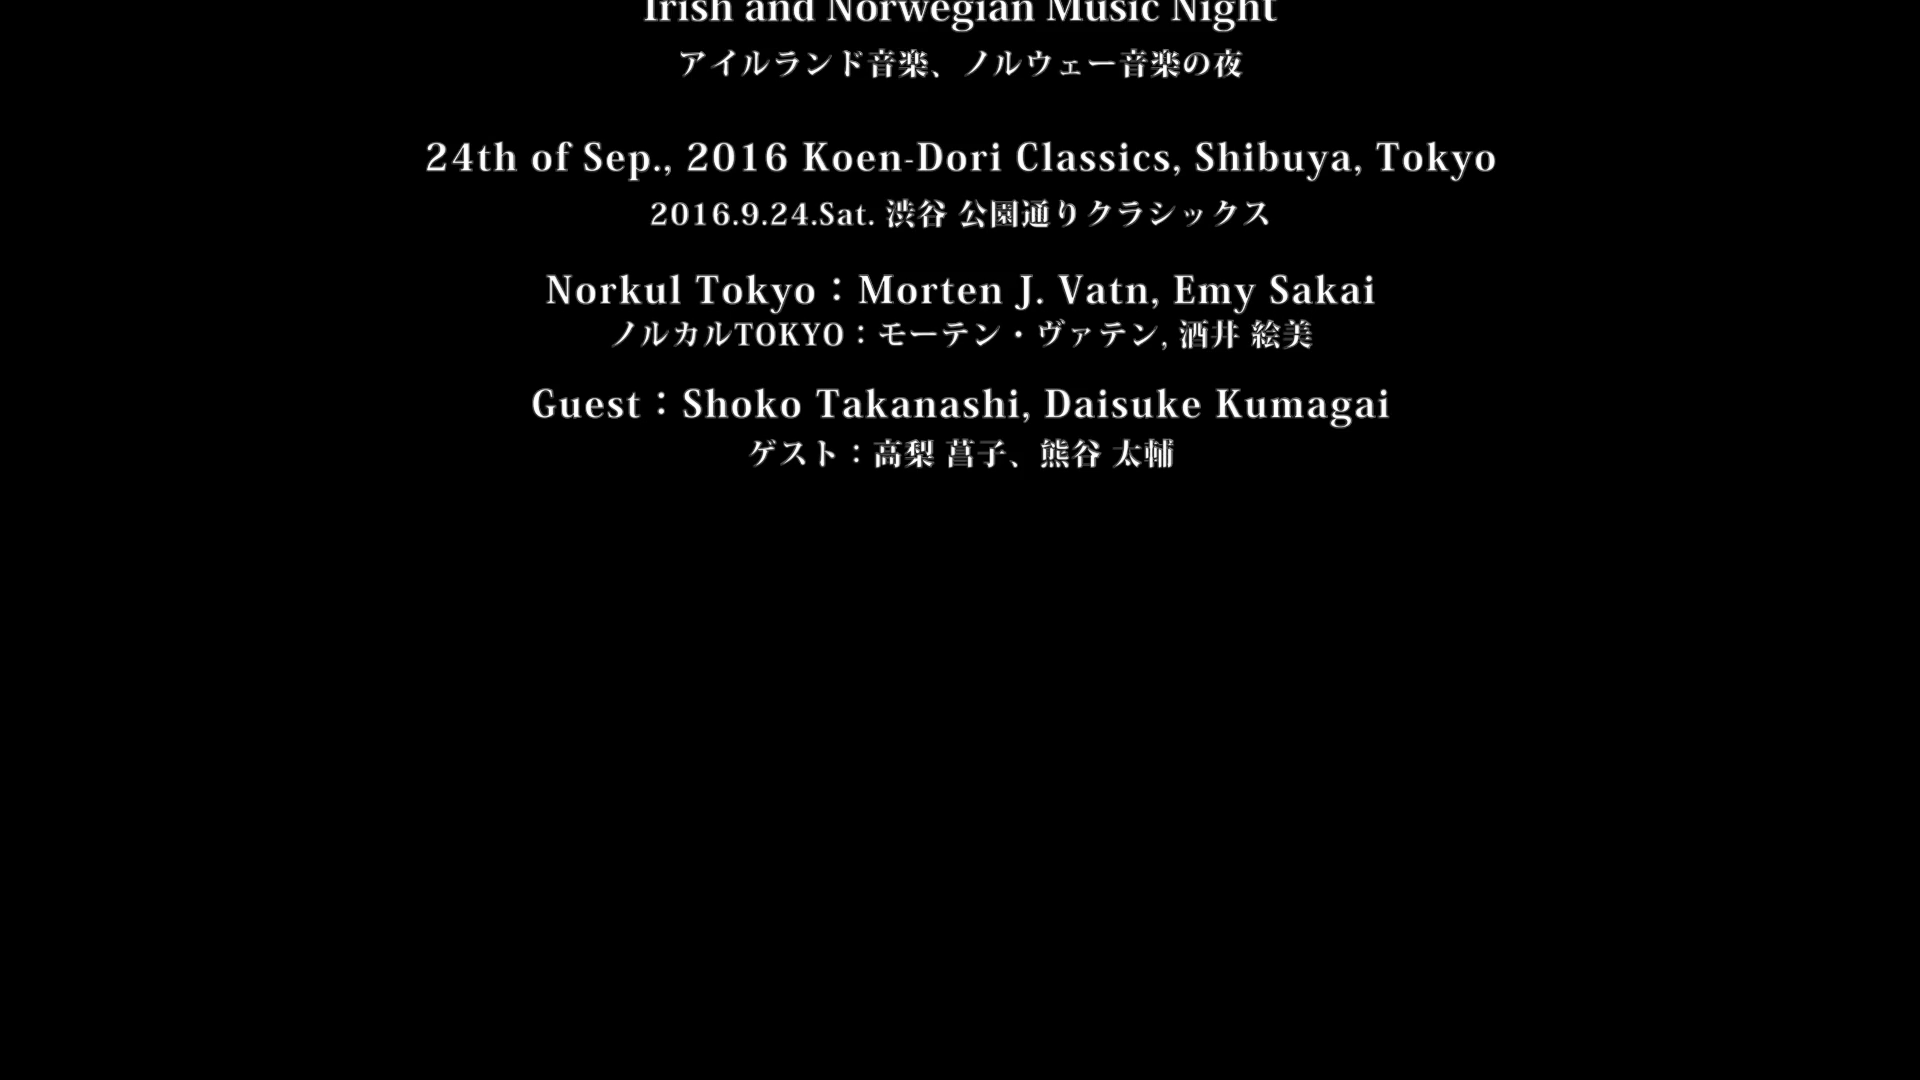 Irish and Norwegian Music Night
アイルランド音楽、ノルウェー音楽の夜
24th of Sep., 2016 Koen-Dori Classics, Shibuya, Tokyo
2016.9.24.Sat. 渋谷 公園通りクラシックス
Norkul Tokyo：Morten J. Vatn, Emy Sakai
ノルカルTOKYO：モーテン・ヴァテン, 酒井 絵美
Guest：Shoko Takanashi, Daisuke Kumagai
ゲスト：高梨 菖子、熊谷 太輔